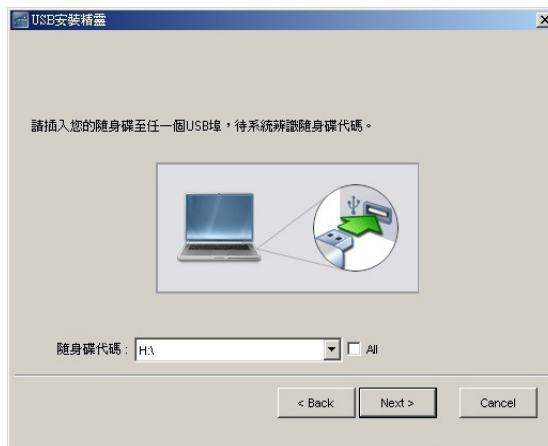 USB安裝精靈
請插入您的隨身碟至任一個USB埠，待系統辨識隨身碟代碼。
隨身碟代碼： H:\ All
< Back Next > Cancel